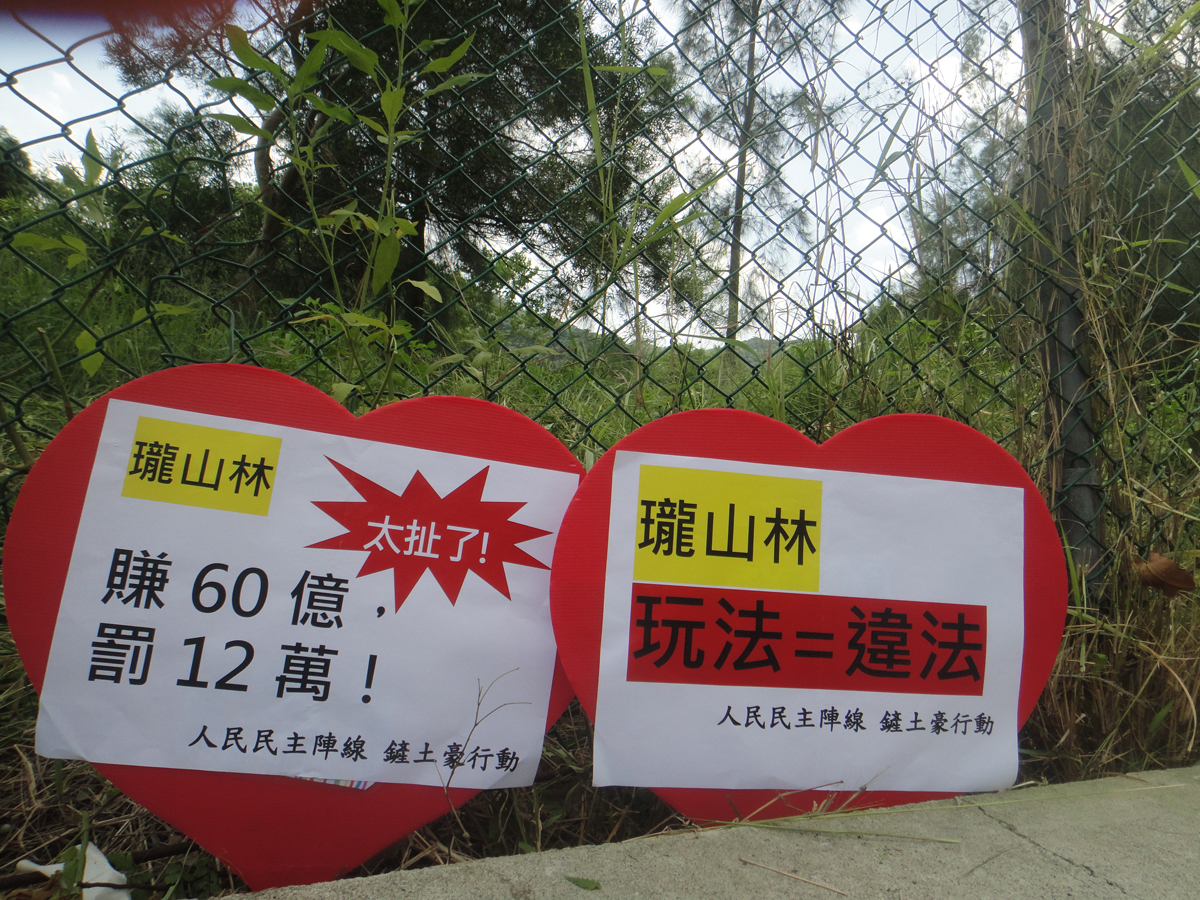 瓏山林
太扯了!
賺 60 億，
罰 12 萬！
人民民主陣線 鏟土豪行動
瓏山林
玩法=違法
人民民主陣線 鏟土豪行動